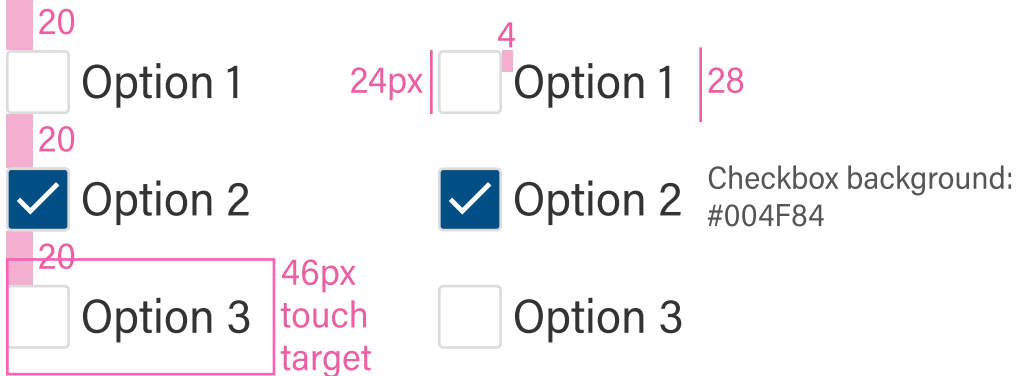 20
Option 1
20
Option 2
20
Option 3
46px
touch
target
4
24px
Option 1
28
Option 2
Checkbox background:
#004F84
Option 3